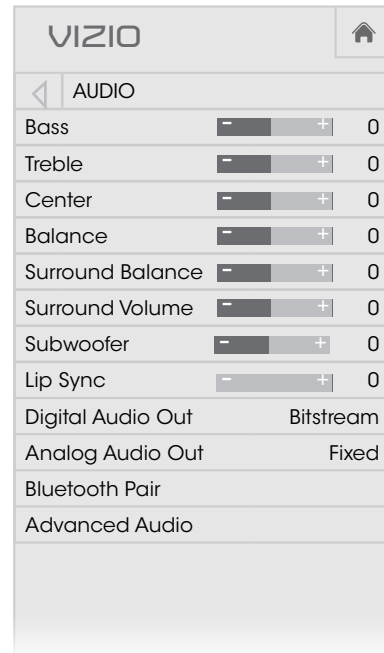 VIZIO
AUDIO
Bass - + 0
Treble - + 0
Center - + 0
Balance - + 0
Surround Balance - + 0
Surround Volume - + 0
Subwoofer - + 0
Lip Sync - + 0
Digital Audio Out Bitstream
Analog Audio Out Fixed
Bluetooth Pair
Advanced Audio